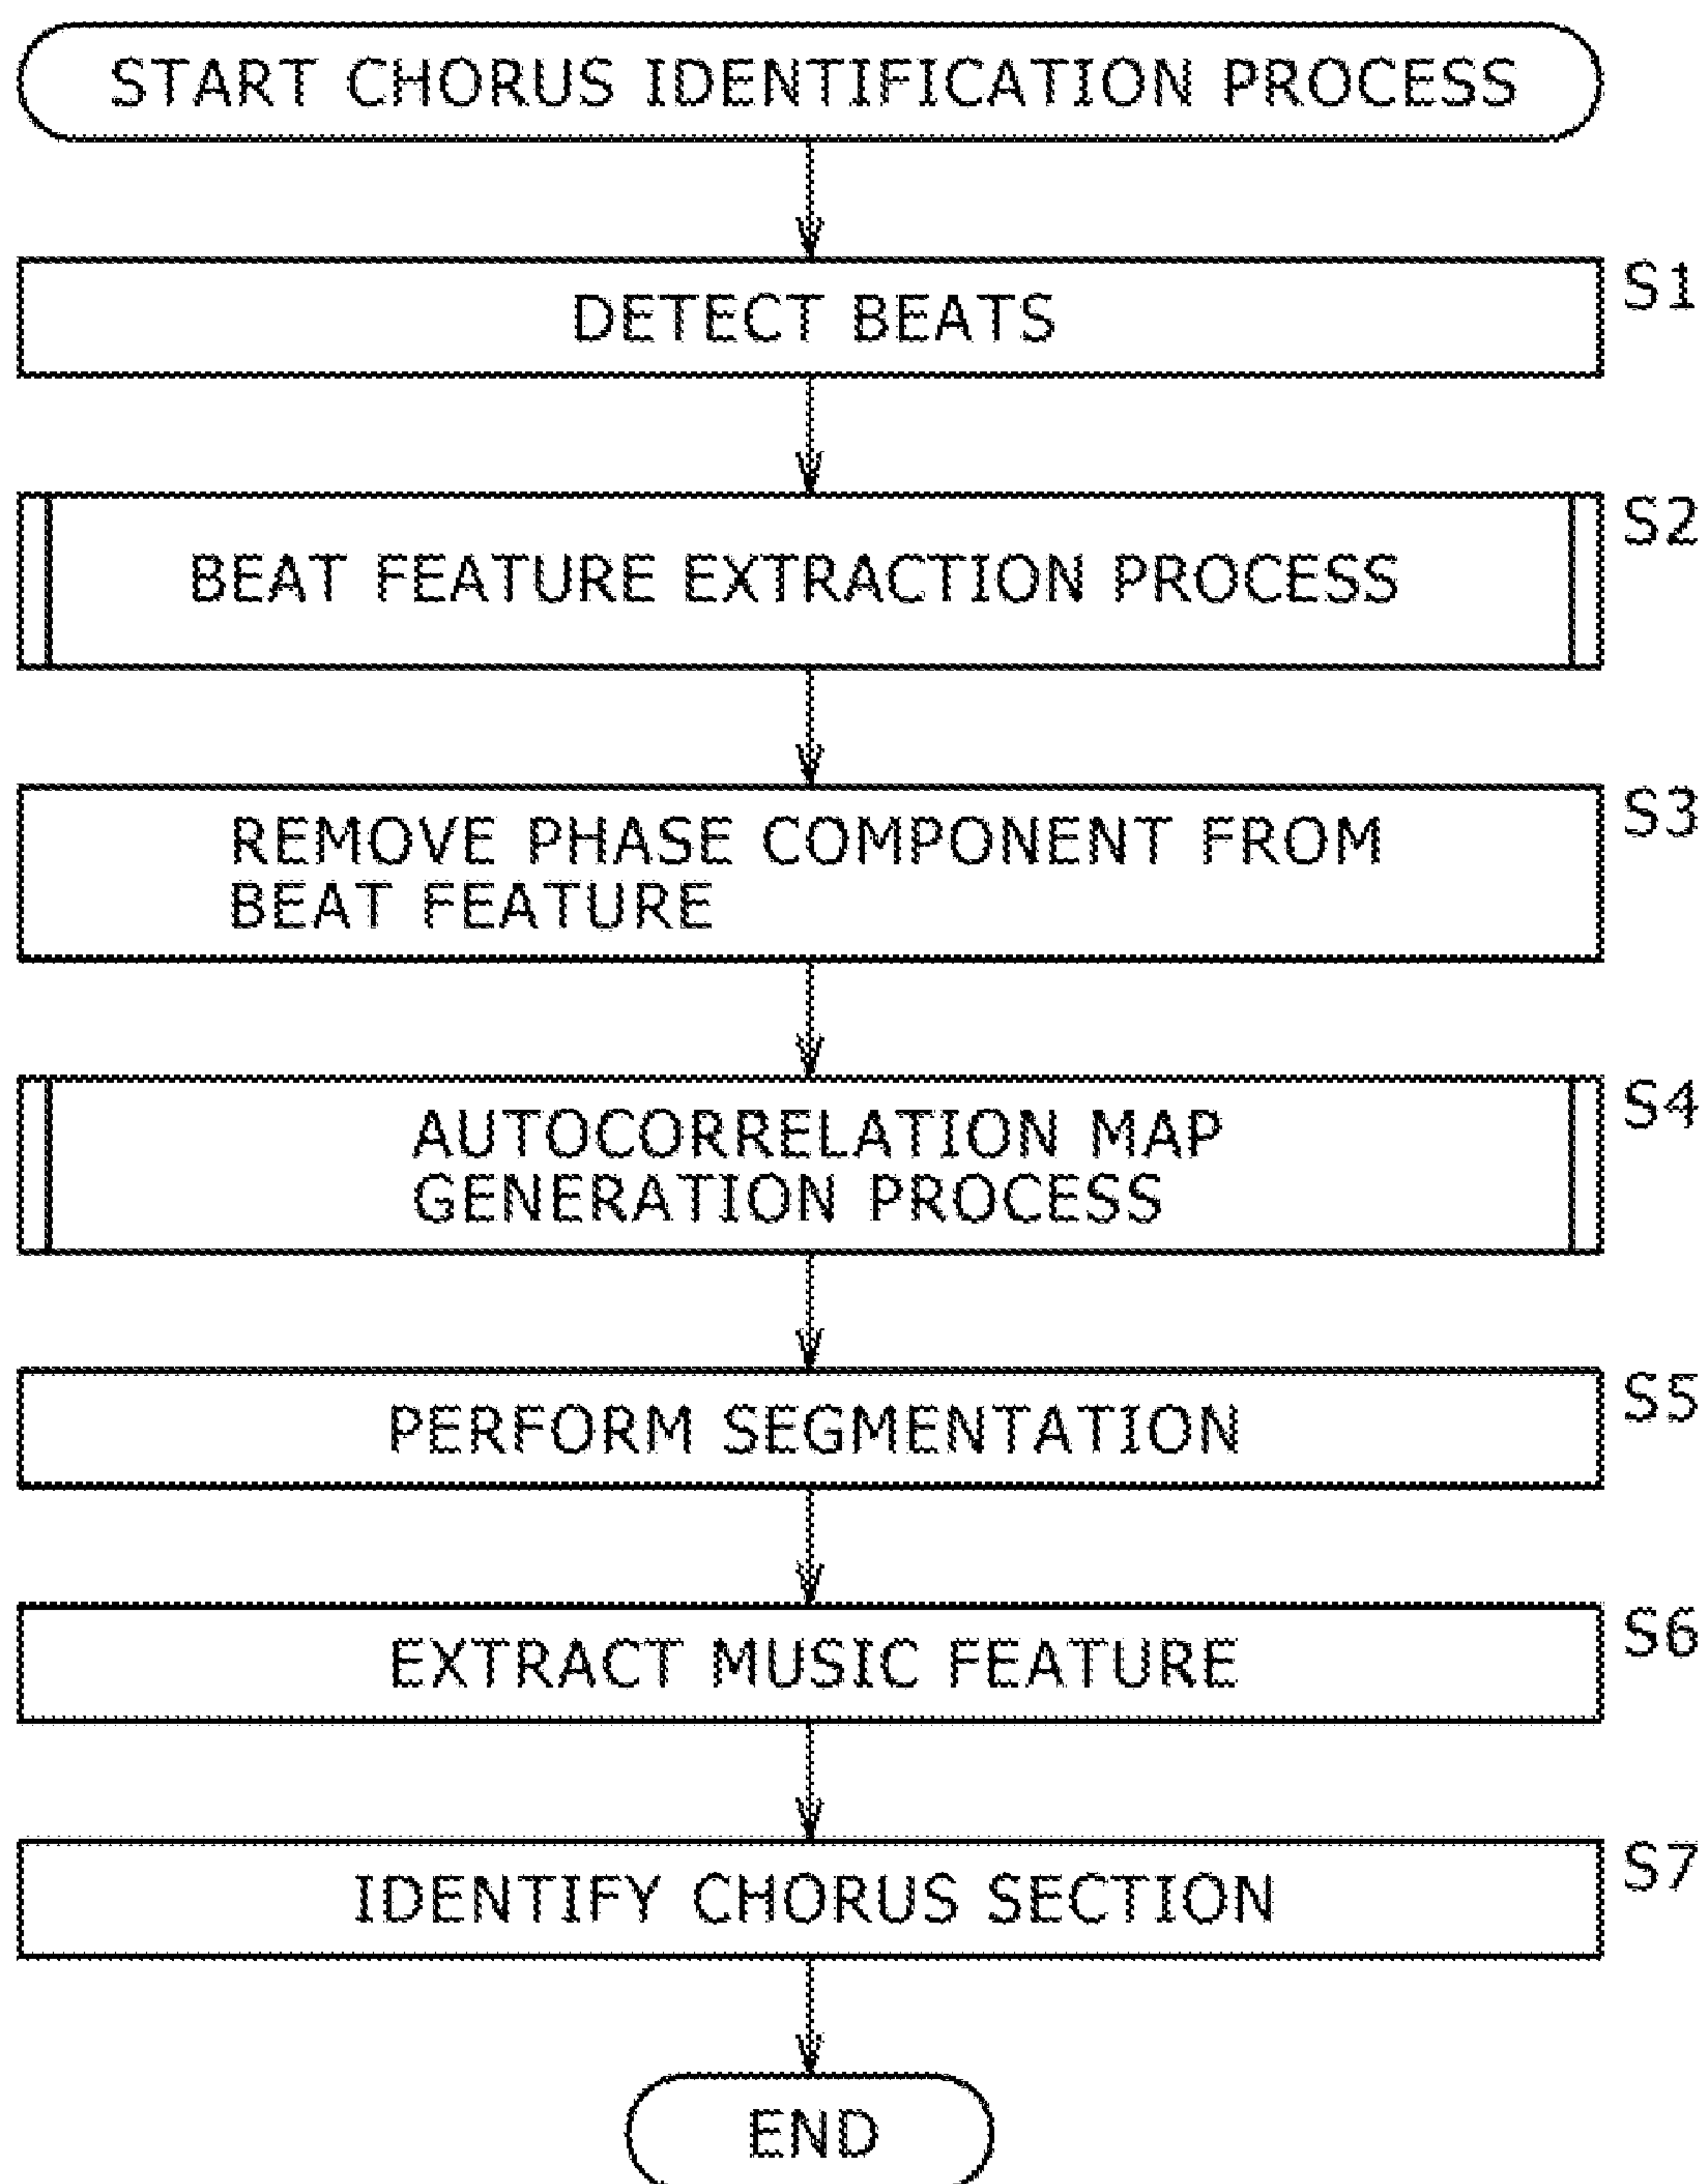 START CHORUS IDENTIFICATION PROCESS
DETECT BEATS
S1
BEAT FEATURE EXTRACTION PROCESS
S2
REMOVE PHASE COMPONENT FROM
BEAT FEATURE
S3
AUTOCORRELATION MAP
GENERATION PROCESS
S4
PERFORM SEGMENTATION
S5
EXTRACT MUSIC FEATURE
S6
IDENTIFY CHORUS SECTION
S7
END